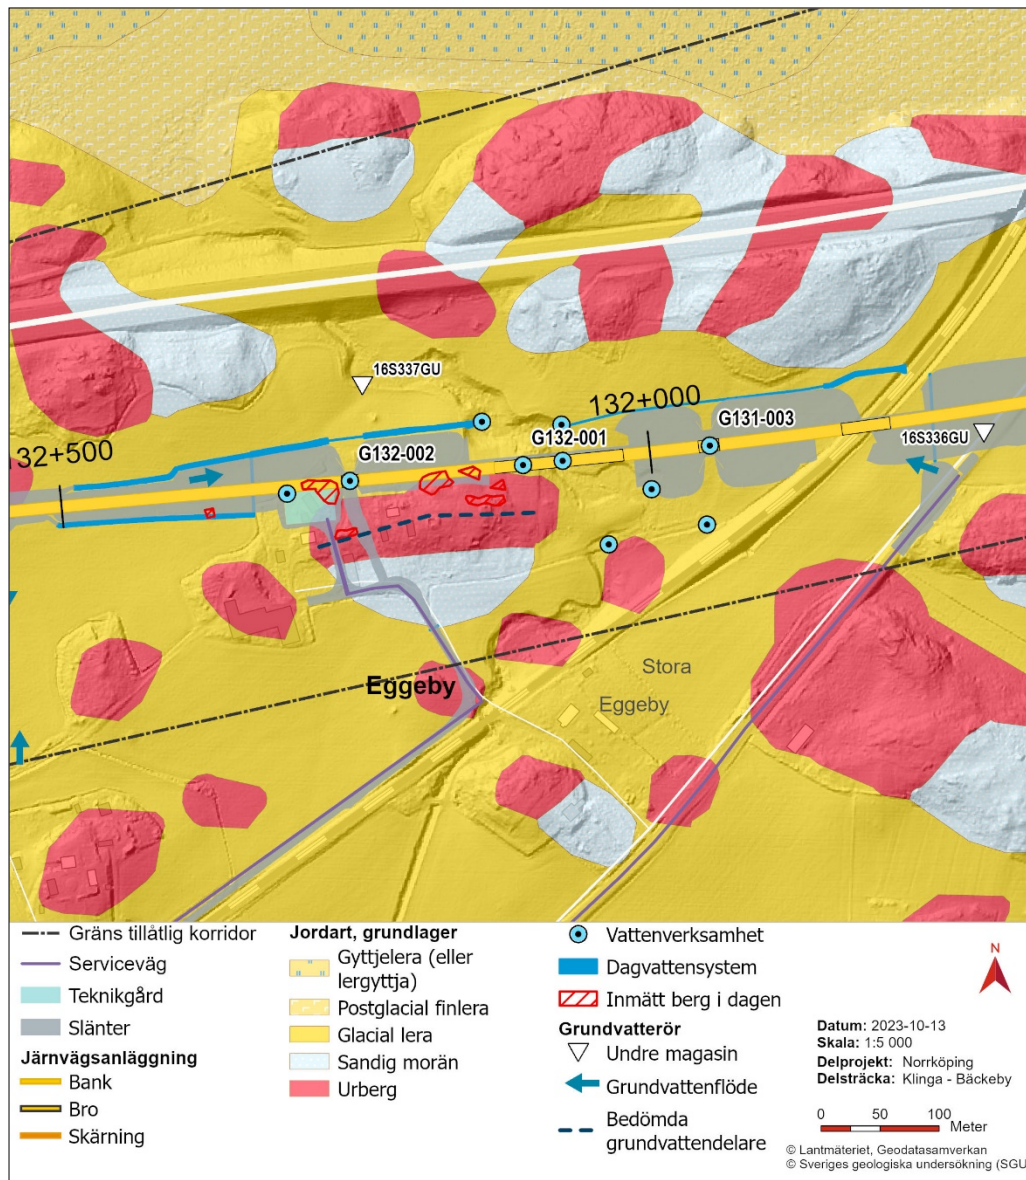 16S337GU
132+000
G131-003
G132-001
16S336GU
132+500
G132-002
Stora
Eggeby
Eggeby
Gräns tillåtlig korridor
Serviceväg
Teknikgård
Slänter
Järnvägsanläggning
Bank
Bro
Skärning
Jordart, grundlager
Gyttjelera (eller
lergyttja)
Postglacial finlera
Glacial lera
Sandig morän
Urberg
Vattenverksamhet
Dagvattensystem
Inmätt berg i dagen
Grundvatterör
Undre magasin
Grundvattenflöde
Bedömda
grundvattendelare
N
Datum: 2023-10-13
Skala: 1:5 000
Delprojekt: Norrköping
Delsträcka: Klinga - Bäckeby
0 50 100
Meter
© Lantmäteriet, Geodatasamverkan
© Sveriges geologiska undersökning (SGU